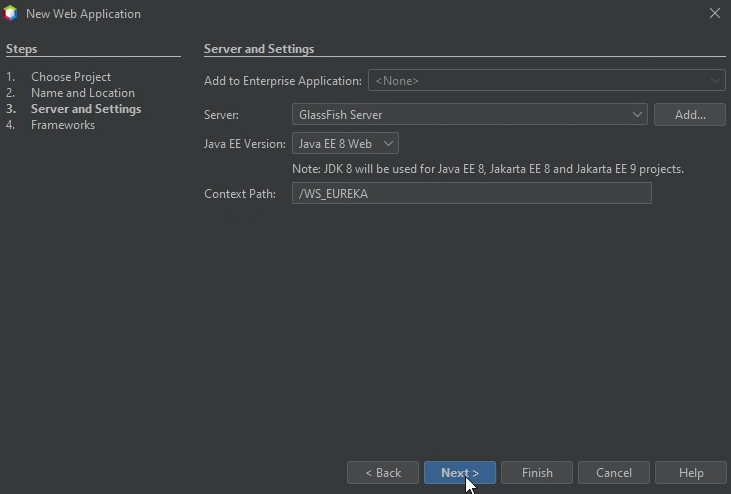 New Web Application
Steps
1. Choose Project
2. Name and Location
3. Server and Settings
4. Frameworks
Server and Settings
Add to Enterprise Application: <None>
Server: GlassFish Server Add...
Java EE Version: Java EE 8 Web
Note: JDK 8 will be used for Java EE 8, Jakarta EE 8 and Jakarta EE 9 projects.
Context Path: /WS_EUREKA
< Back Next > Finish Cancel Help